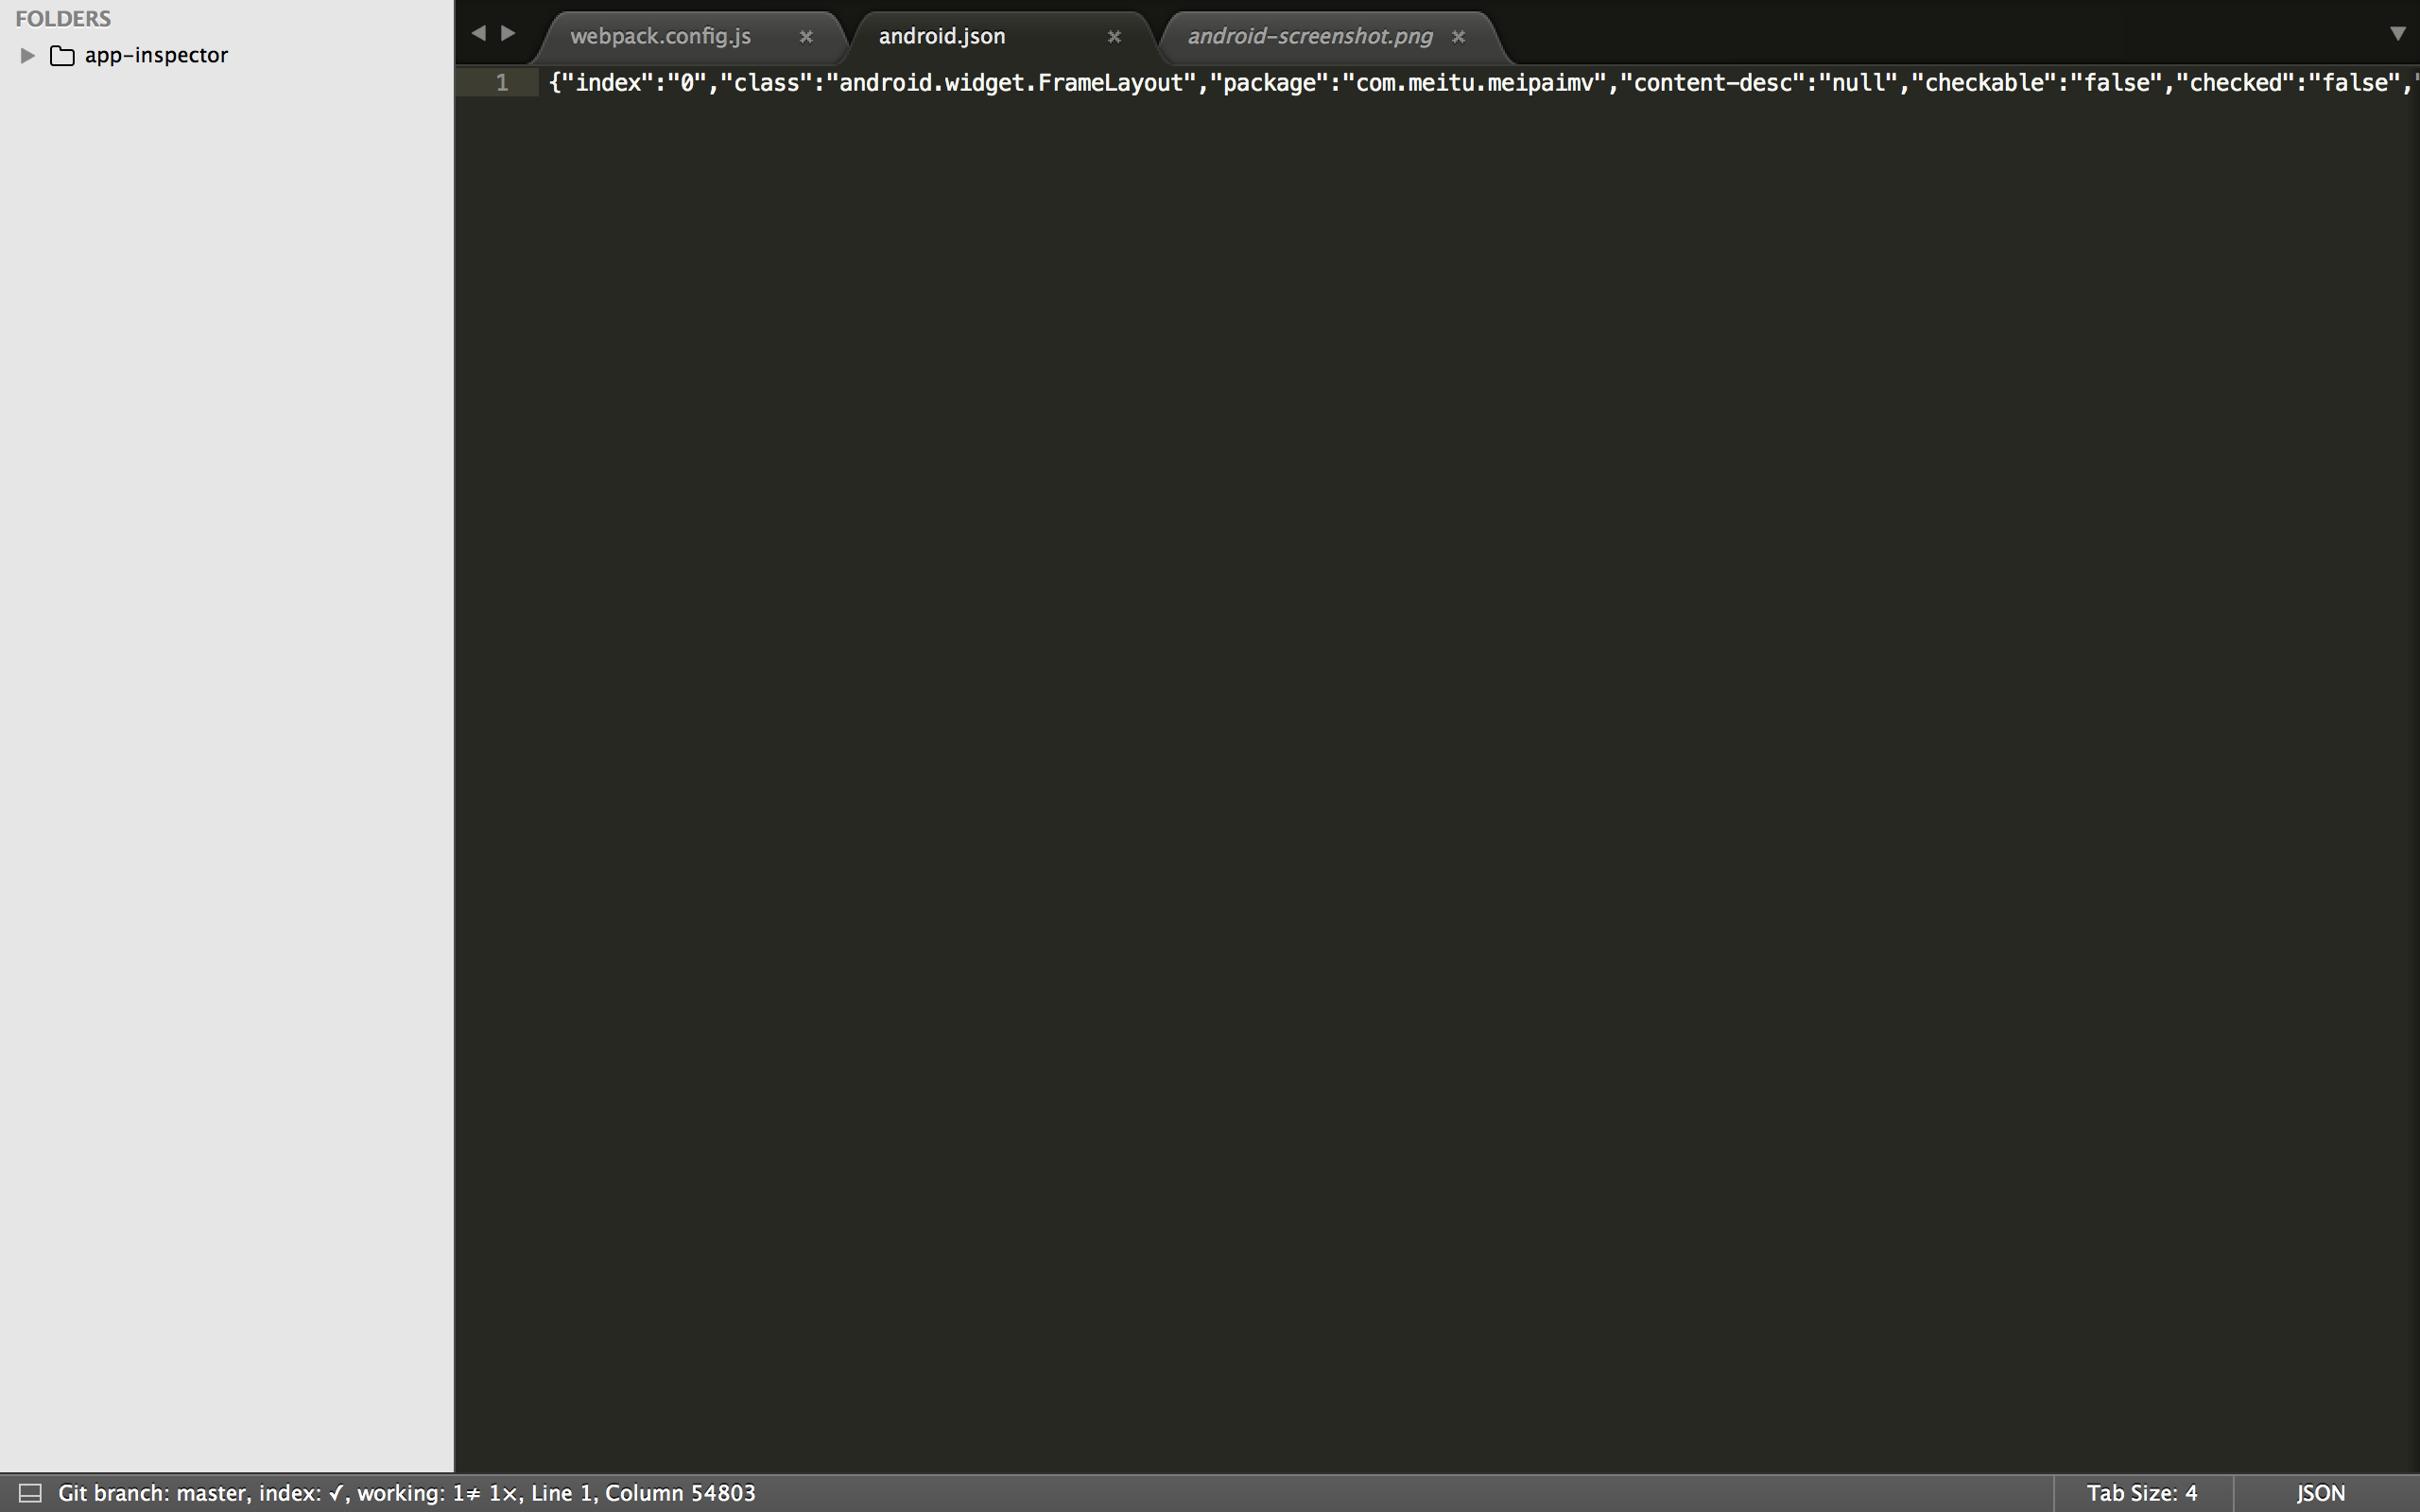 FOLDERS
app-inspector
webpack.config.js
android.json
android-screenshot.png
1 {"index":"0","class":"android.widget.FrameLayout","package":"com.meitu.meipaimv","content-desc":"null","checkable":"false","checked":"false","
Git branch: master, index: ✓, working: 1≠ 1×, Line 1, Column 54803
Tab Size: 4
JSON